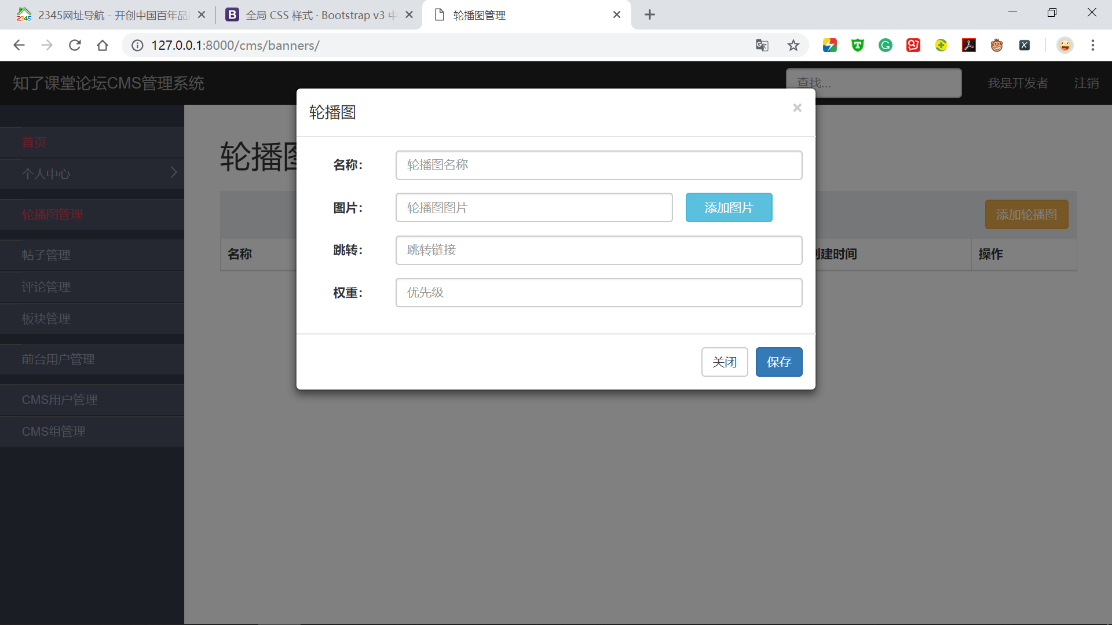 2345网址导航 - 开创中国百年品
全局 CSS 样式 · Bootstrap v3 中
轮播图管理
127.0.0.1:8000/cms/banners/
知了课堂论坛CMS管理系统
查找...
我是开发者
注销
首页
个人中心
轮播图管理
帖子管理
评论管理
板块管理
前台用户管理
CMS用户管理
CMS组管理
轮播图
添加轮播图
名称
创建时间
操作
轮播图
×
名称：
轮播图名称
图片：
轮播图图片
添加图片
跳转：
跳转链接
权重：
优先级
关闭
保存